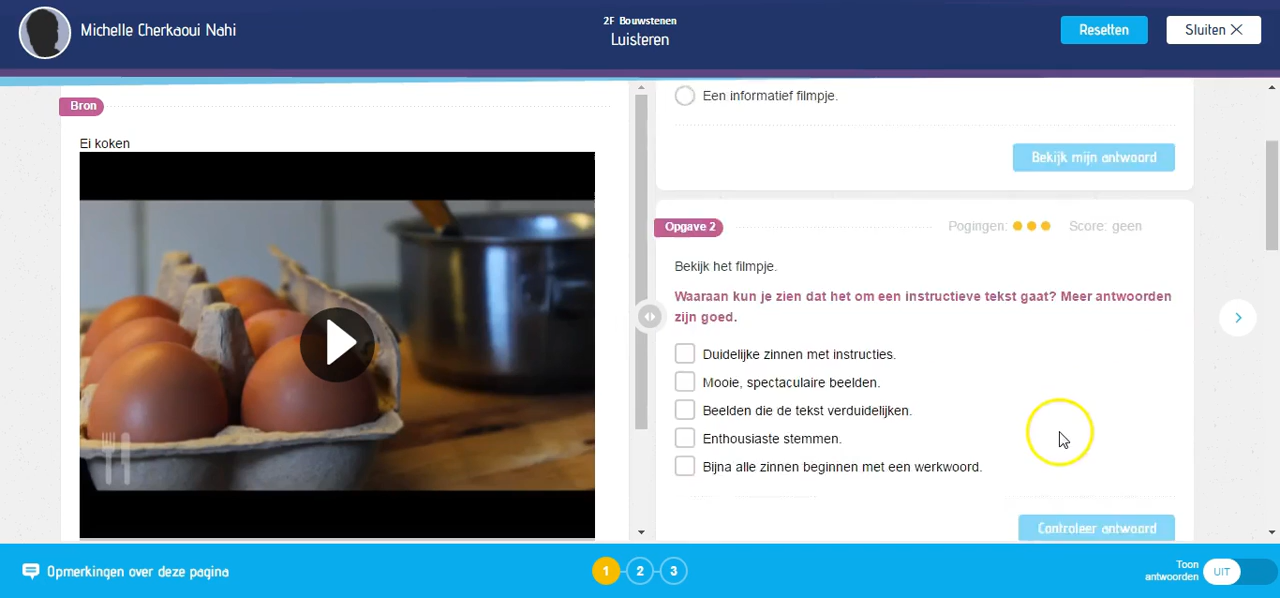 Michelle Cherkaoui Nahi
2F Bouwstenen
Luisteren
Resetten
Sluiten
Bron
Ei koken
Een informatief filmpje.
Bekijk mijn antwoord
Opgave 2
Pogingen:
Score: geen
Bekijk het filmpje.
Waaraan kun je zien dat het om een instructieve tekst gaat? Meer antwoorden
zijn goed.
Duidelijke zinnen met instructies.
Mooie, spectaculaire beelden.
Beelden die de tekst verduidelijken.
Enthousiaste stemmen.
Bijna alle zinnen beginnen met een werkwoord.
Controleer antwoord
Opmerkingen over deze pagina
1
2
3
Toon
antwoorden
UIT